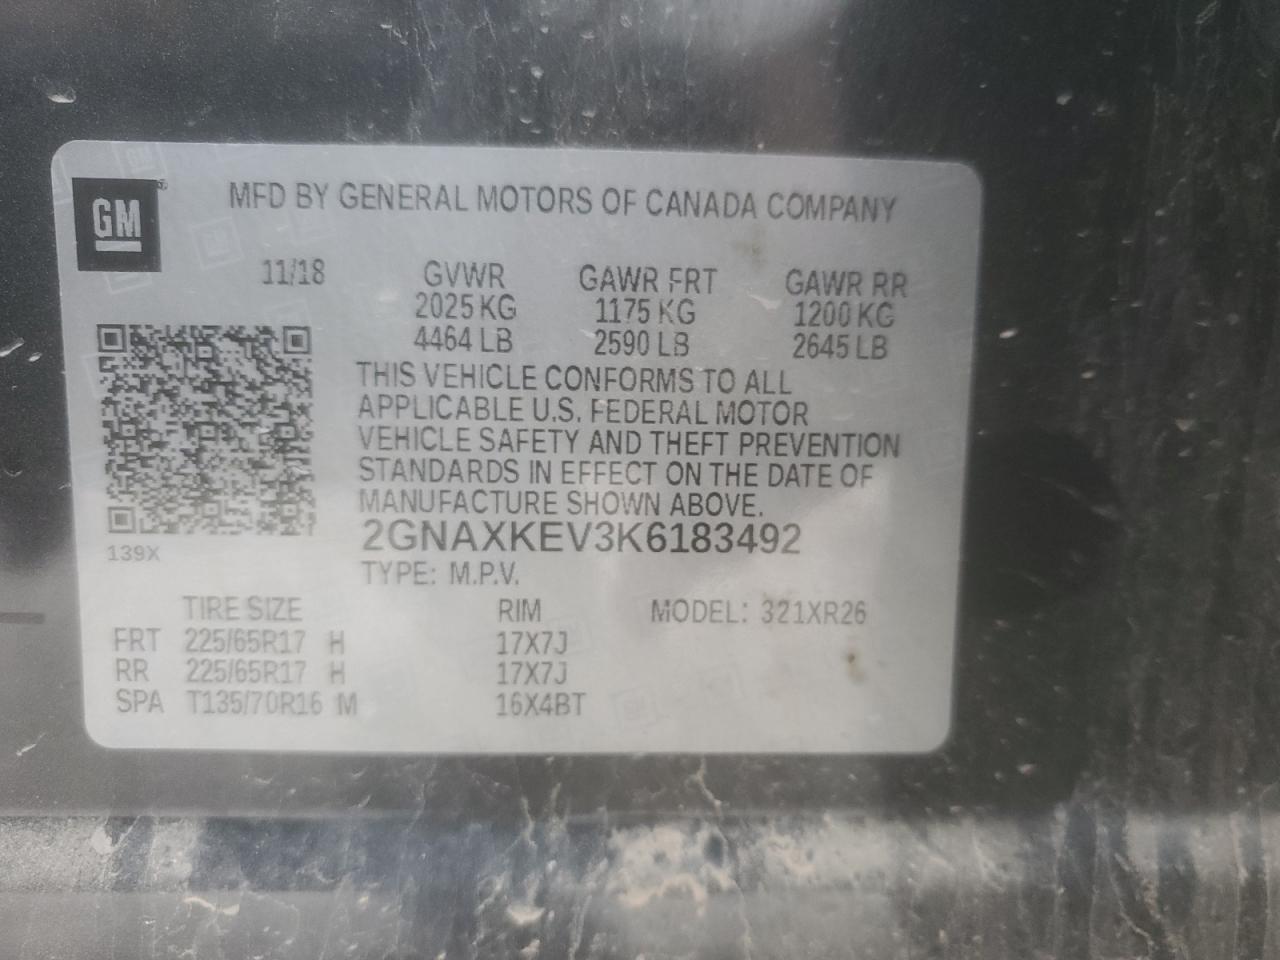 GM
MFD BY GENERAL MOTORS OF CANADA COMPANY
11/18 GVWR GAWR FRT GAWR RR
2025 KG 1175 KG 1200 KG
4464 LB 2590 LB 2645 LB
THIS VEHICLE CONFORMS TO ALL
APPLICABLE U.S. FEDERAL MOTOR
VEHICLE SAFETY AND THEFT PREVENTION
STANDARDS IN EFFECT ON THE DATE OF
MANUFACTURE SHOWN ABOVE.
2GNAXKEV3K6183492
139X
TYPE: M.P.V.
TIRE SIZE RIM MODEL: 321XR26
FRT 225/65R17 H 17X7J
RR 225/65R17 H 17X7J
SPA T135/70R16 M 16X4BT